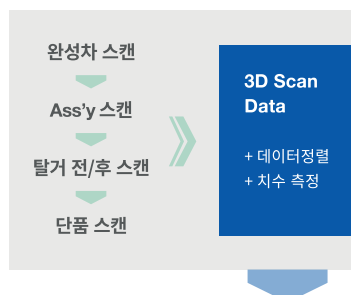 완성차 스캔
Ass'y 스캔
탈거 전/후 스캔
단품 스캔
3D Scan
Data
+ 데이터정렬
+ 치수 측정